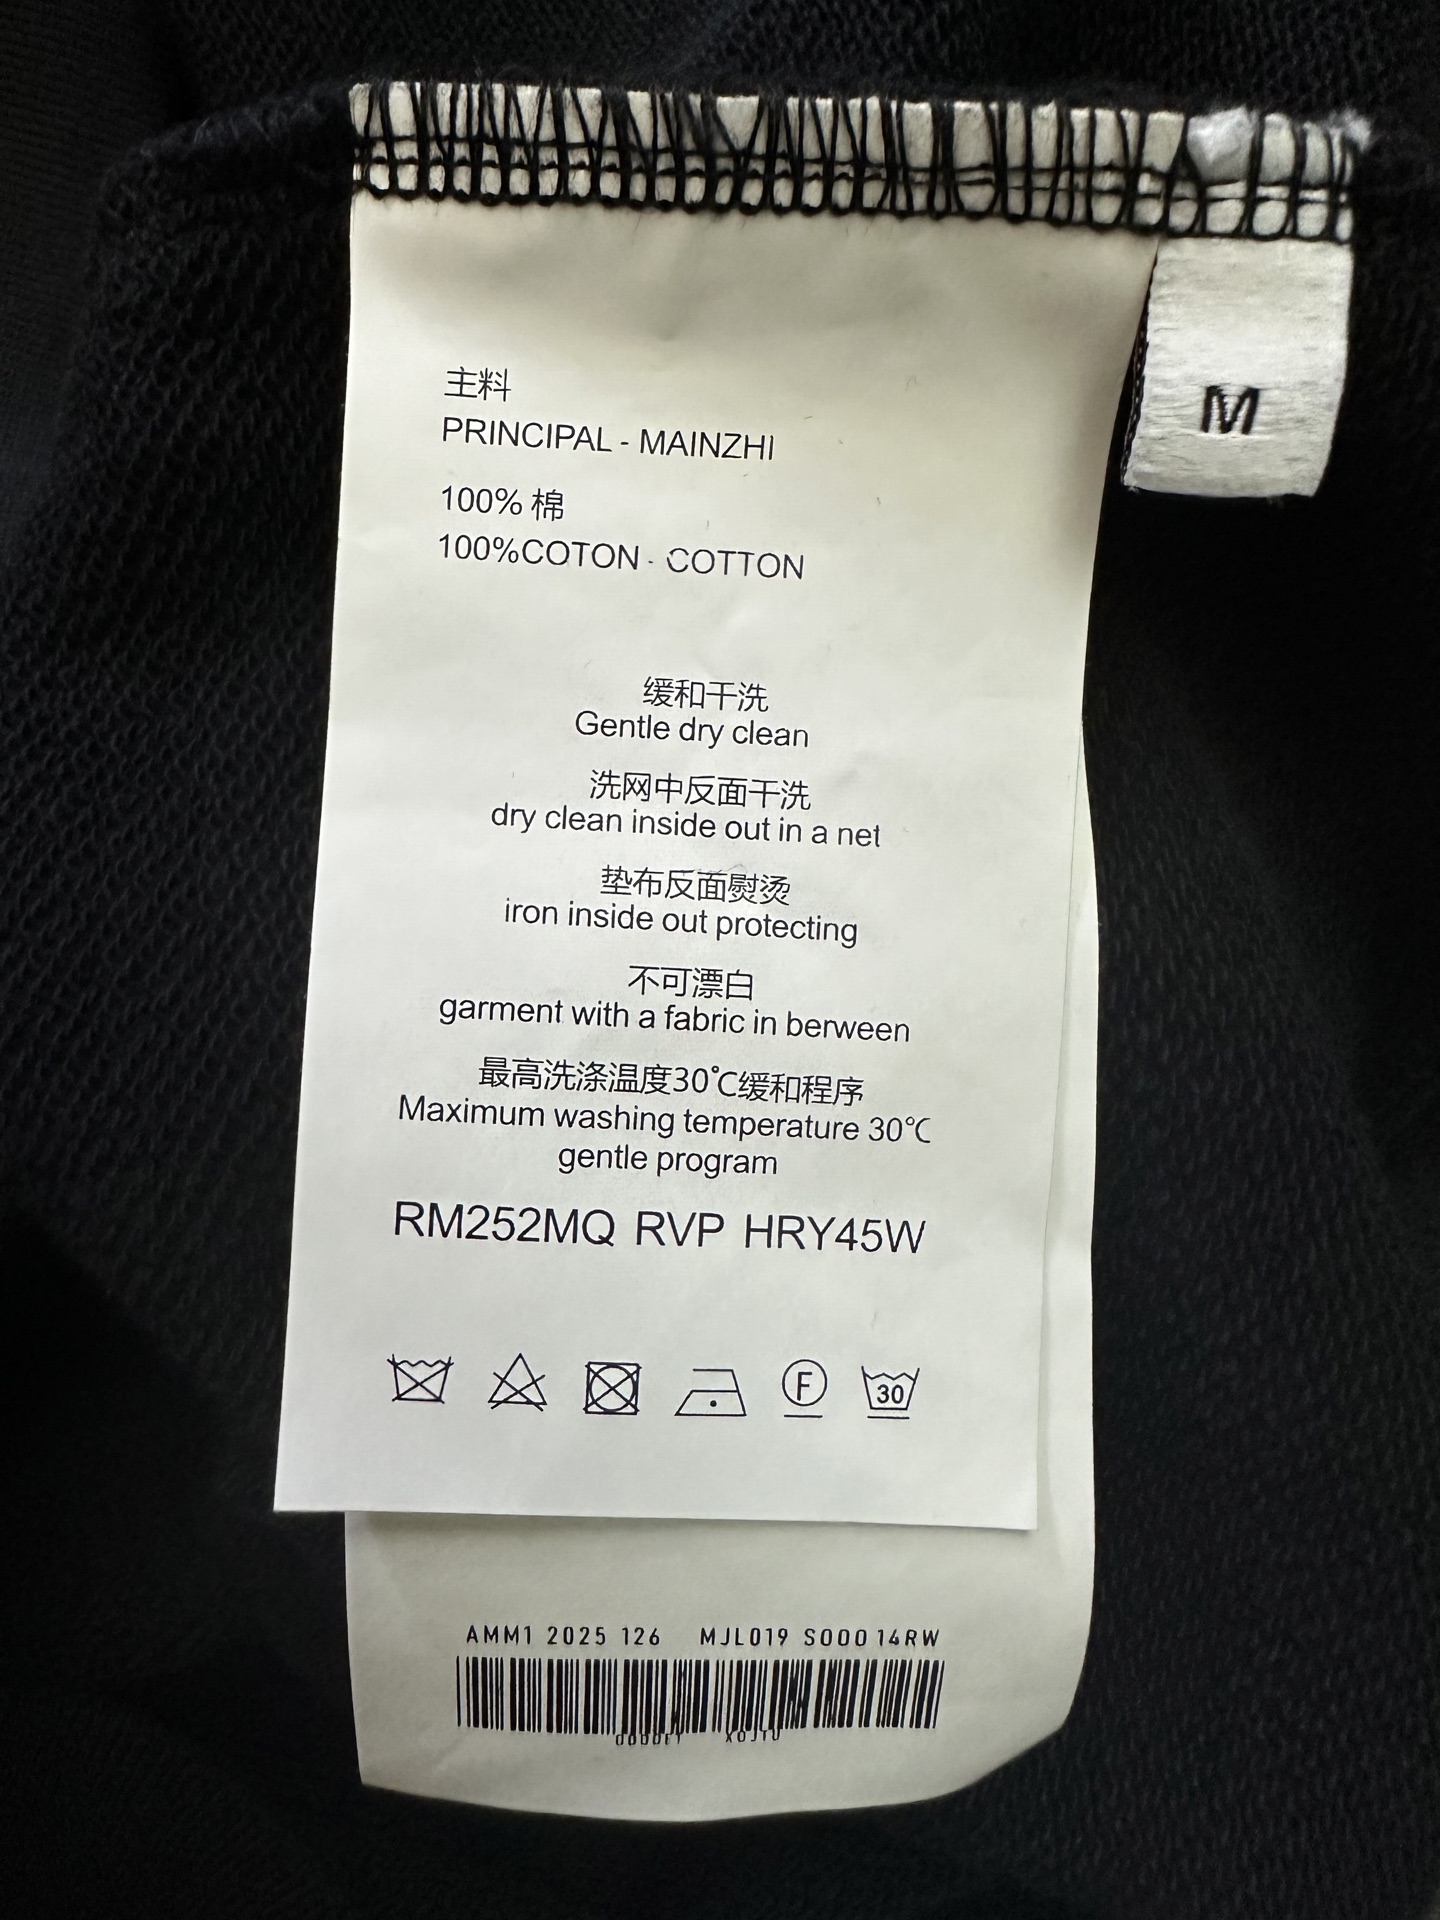 主料
PRINCIPAL - MAINZHI
100% 棉
100%COTON - COTTON
M
缓和干洗
Gentle dry clean
洗网中反面干洗
dry clean inside out in a net
垫布反面熨烫
iron inside out protecting
不可漂白
garment with a fabric in berween
最高洗涤温度30℃缓和程序
Maximum washing temperature 30℃
gentle program
RM252MQ RVP HRY45W
F
30
AMM1 2025 126 MJL019 S000 14RW